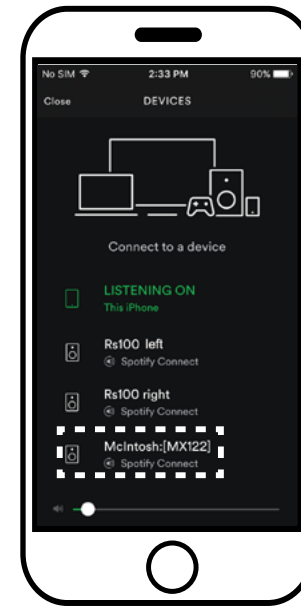 No SIM 2:33 PM 90%
Close DEVICES
Connect to a device
LISTENING ON
This iPhone
Rs100 left
Spotify Connect
Rs100 right
Spotify Connect
McIntosh:[MX122]
Spotify Connect